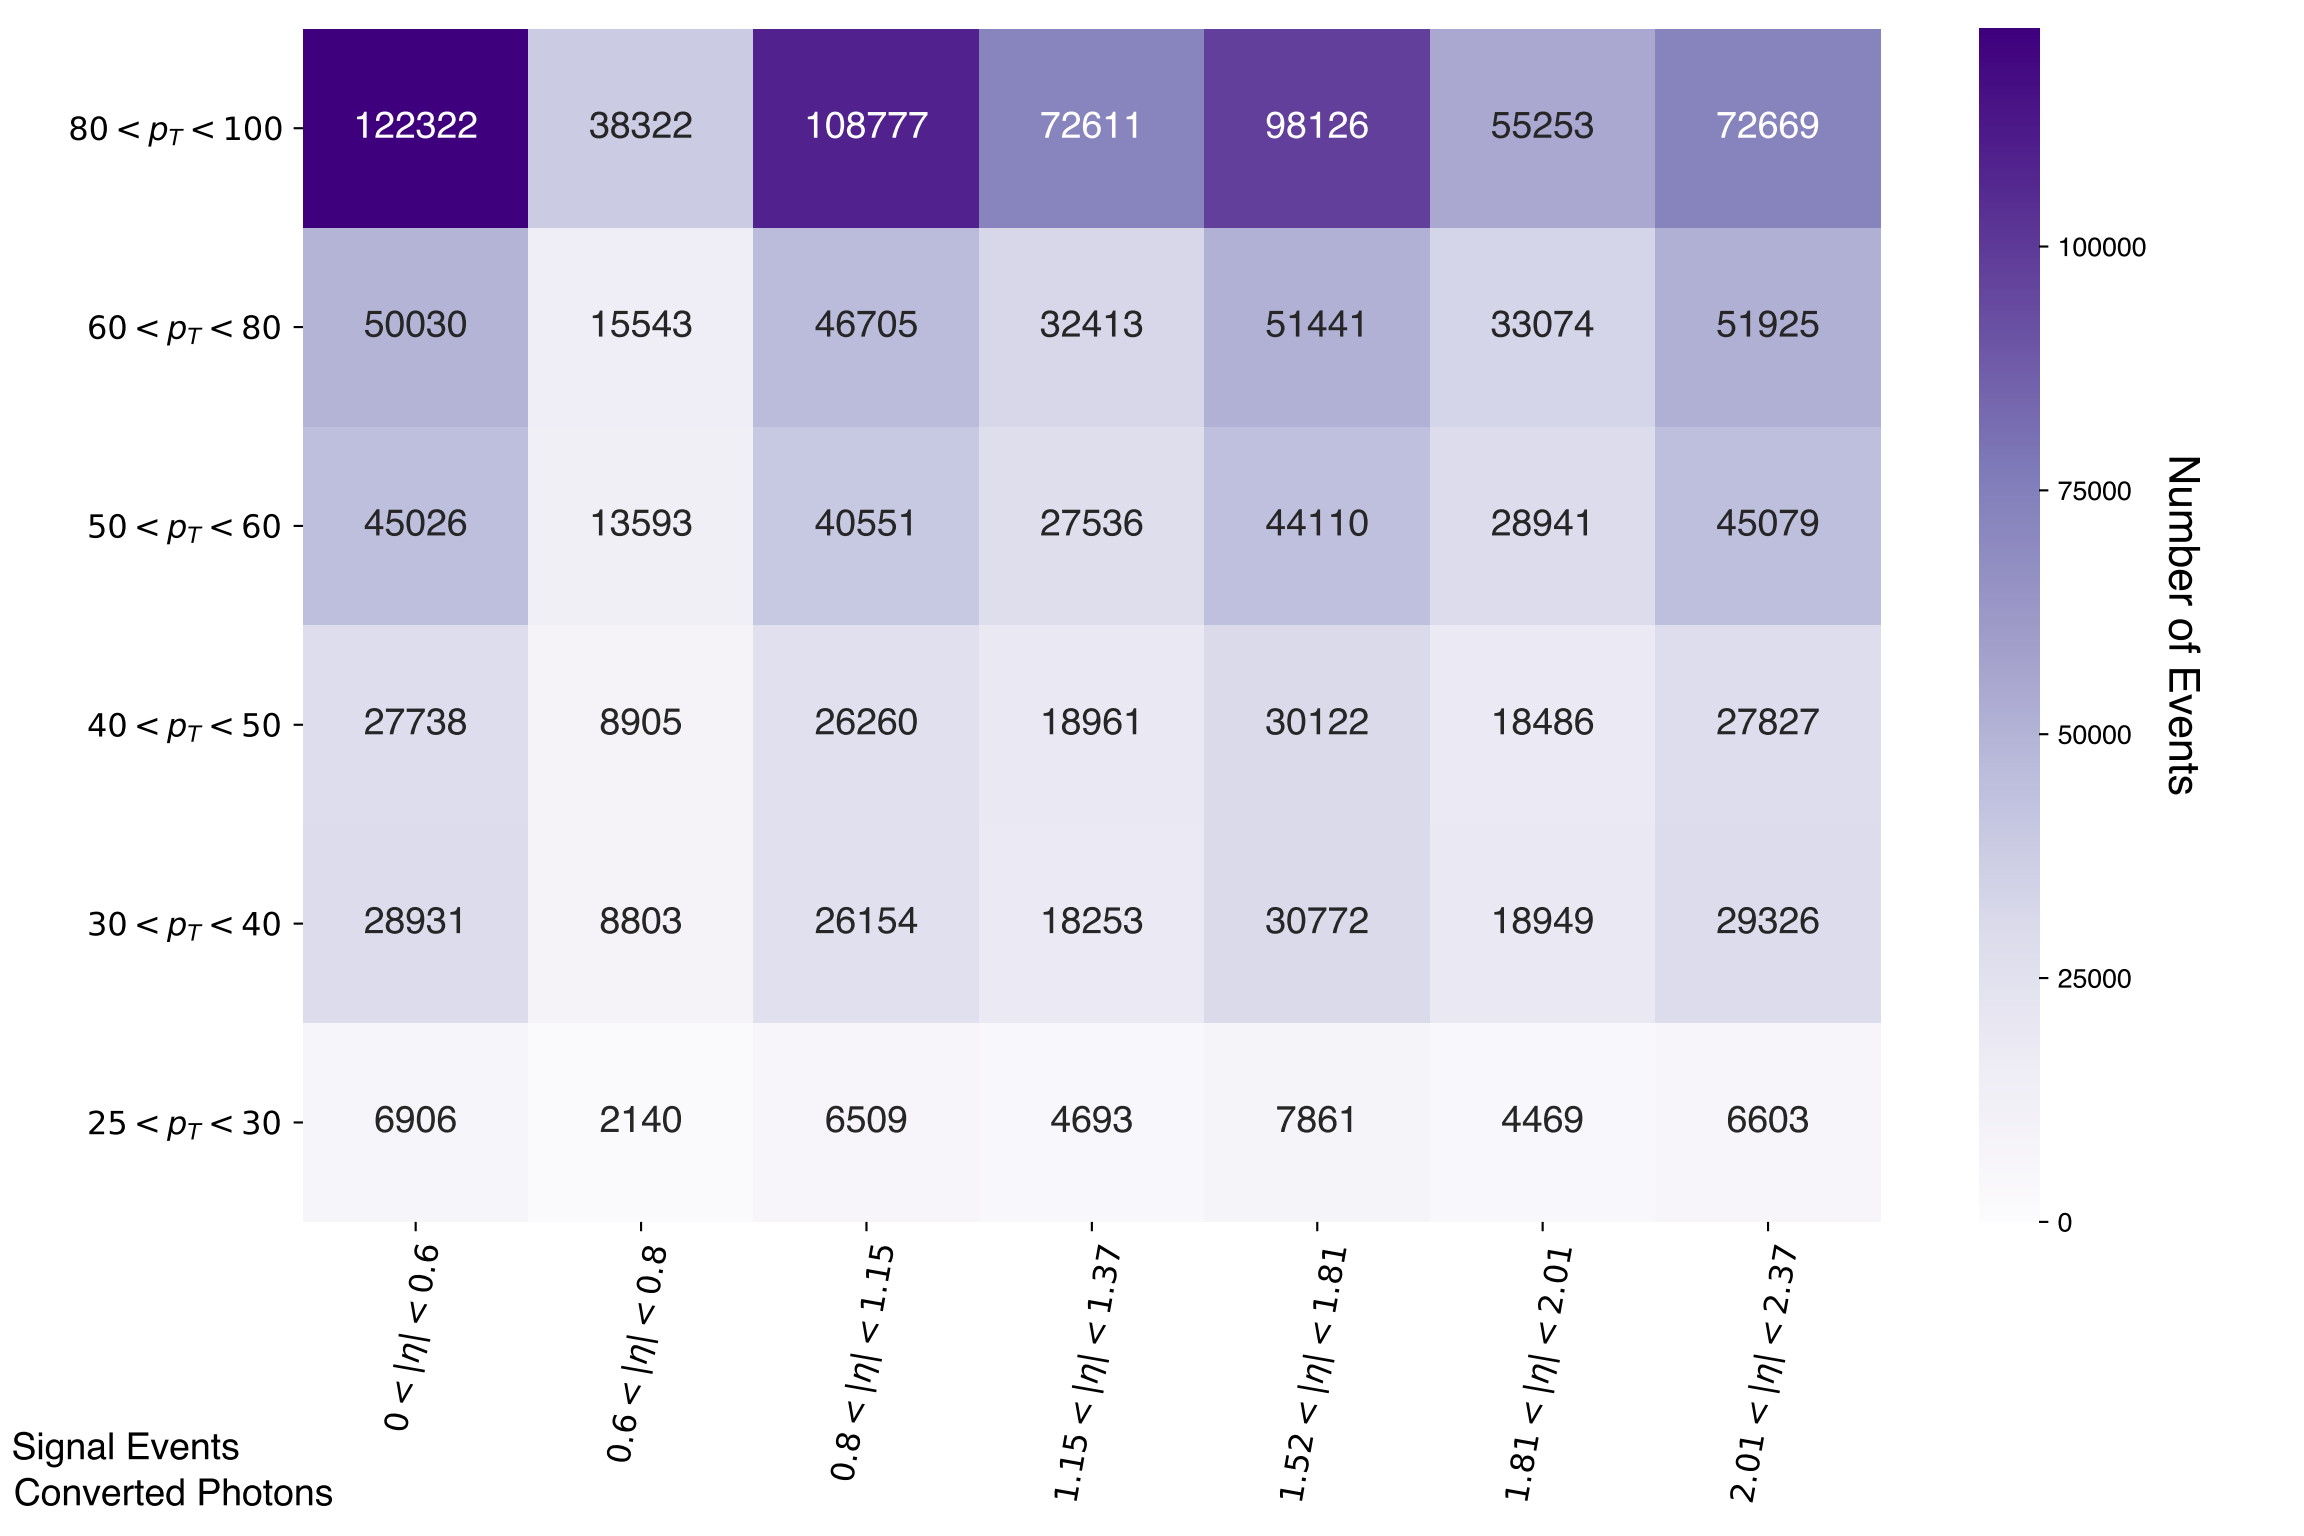 80 < p_T < 100 122322 38322 108777 72611 98126 55253 72669
60 < p_T < 80 50030 15543 46705 32413 51441 33074 51925
50 < p_T < 60 45026 13593 40551 27536 44110 28941 45079
40 < p_T < 50 27738 8905 26260 18961 30122 18486 27827
30 < p_T < 40 28931 8803 26154 18253 30772 18949 29326
25 < p_T < 30 6906 2140 6509 4693 7861 4469 6603
0 < |η| < 0.6
0.6 < |η| < 0.8
0.8 < |η| < 1.15
1.15 < |η| < 1.37
1.52 < |η| < 1.81
1.81 < |η| < 2.01
2.01 < |η| < 2.37
100000
75000
50000
25000
0
Number of Events
Signal Events
Converted Photons